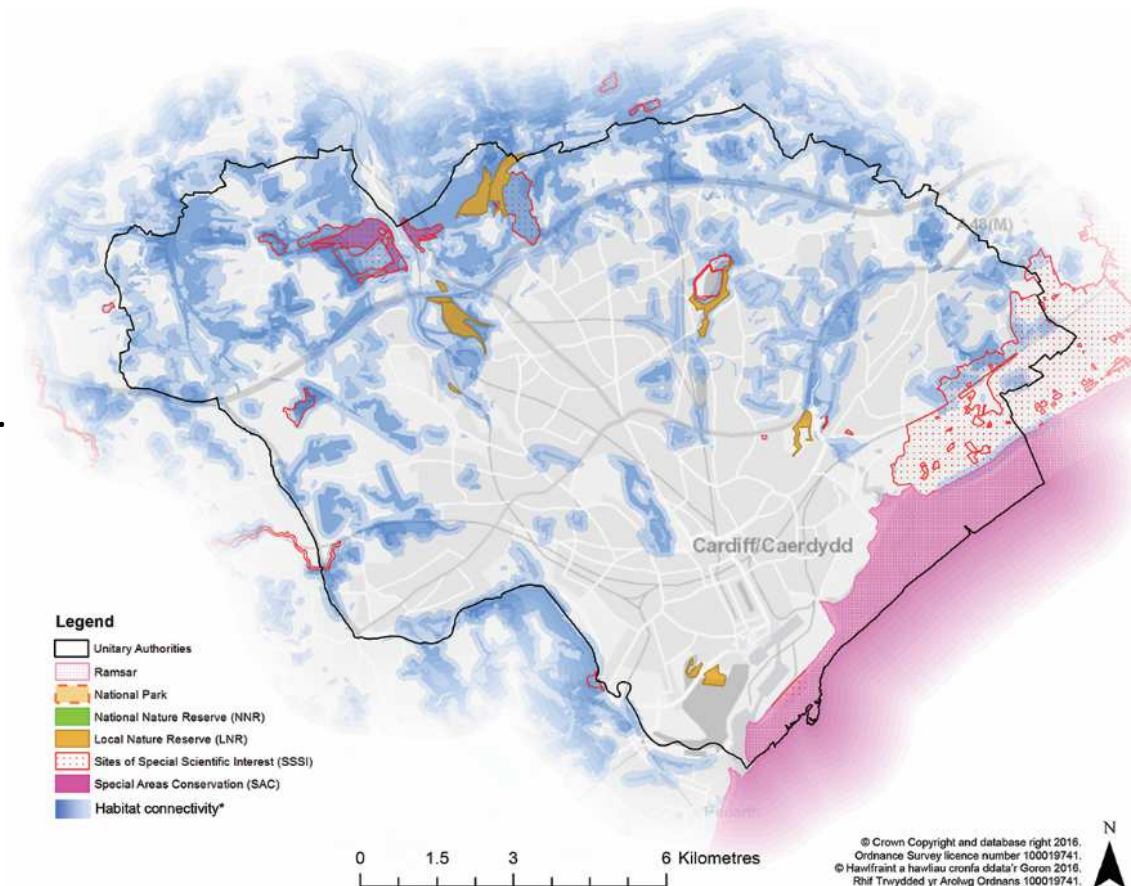 A48(M)
Cardiff/Caerdydd
Penarth
Legend
Unitary Authorities
Ramsar
National Park
National Nature Reserve (NNR)
Local Nature Reserve (LNR)
Sites of Special Scientific Interest (SSSI)
Special Areas Conservation (SAC)
Habitat connectivity*
0 1.5 3 6 Kilometres
N
© Crown Copyright and database right 2016.
Ordnance Survey licence number 100019741.
© Hawlfraint a hawliau cronfa ddata'r Goron 2016.
Rhif Trwydded yr Arolwg Ordnans 100019741.